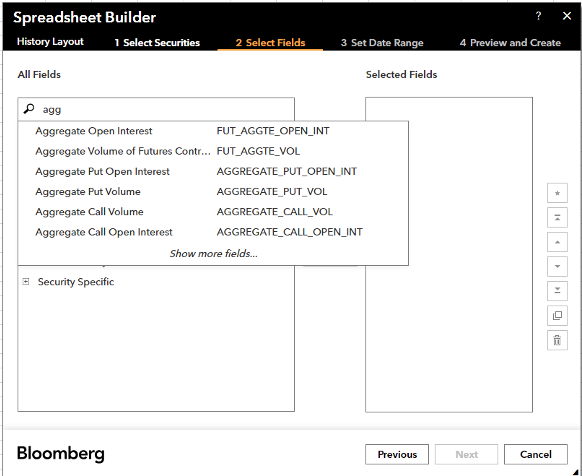 Spreadsheet Builder
? ×
History Layout 1 Select Securities 2 Select Fields 3 Set Date Range 4 Preview and Create
All Fields Selected Fields
agg
Aggregate Open Interest FUT_AGGTE_OPEN_INT
Aggregate Volume of Futures Contr... FUT_AGGTE_VOL
Aggregate Put Open Interest AGGREGATE_PUT_OPEN_INT
Aggregate Put Volume AGGREGATE_PUT_VOL
Aggregate Call Volume AGGREGATE_CALL_VOL
Aggregate Call Open Interest AGGREGATE_CALL_OPEN_INT
Show more fields...
Security Specific
Bloomberg Previous Next Cancel